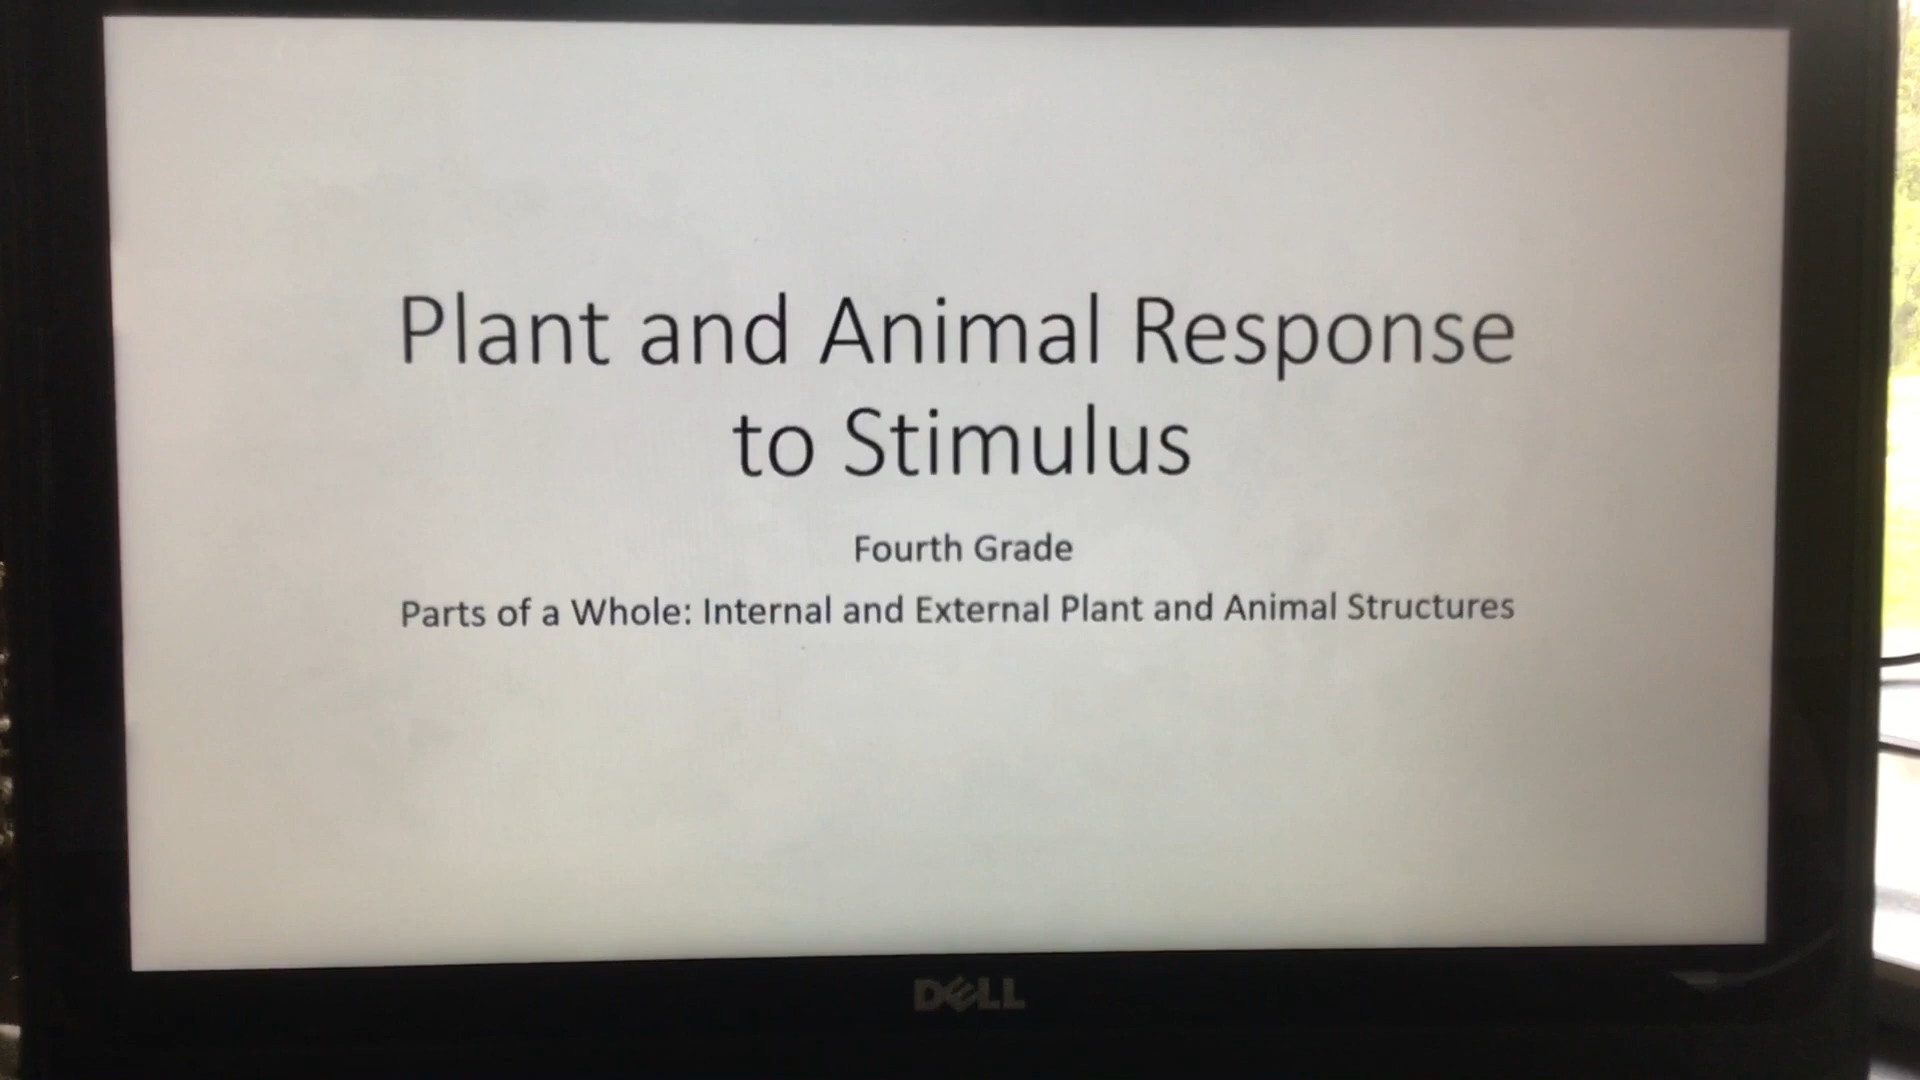 Plant and Animal Response
to Stimulus
Fourth Grade
Parts of a Whole: Internal and External Plant and Animal Structures
DELL